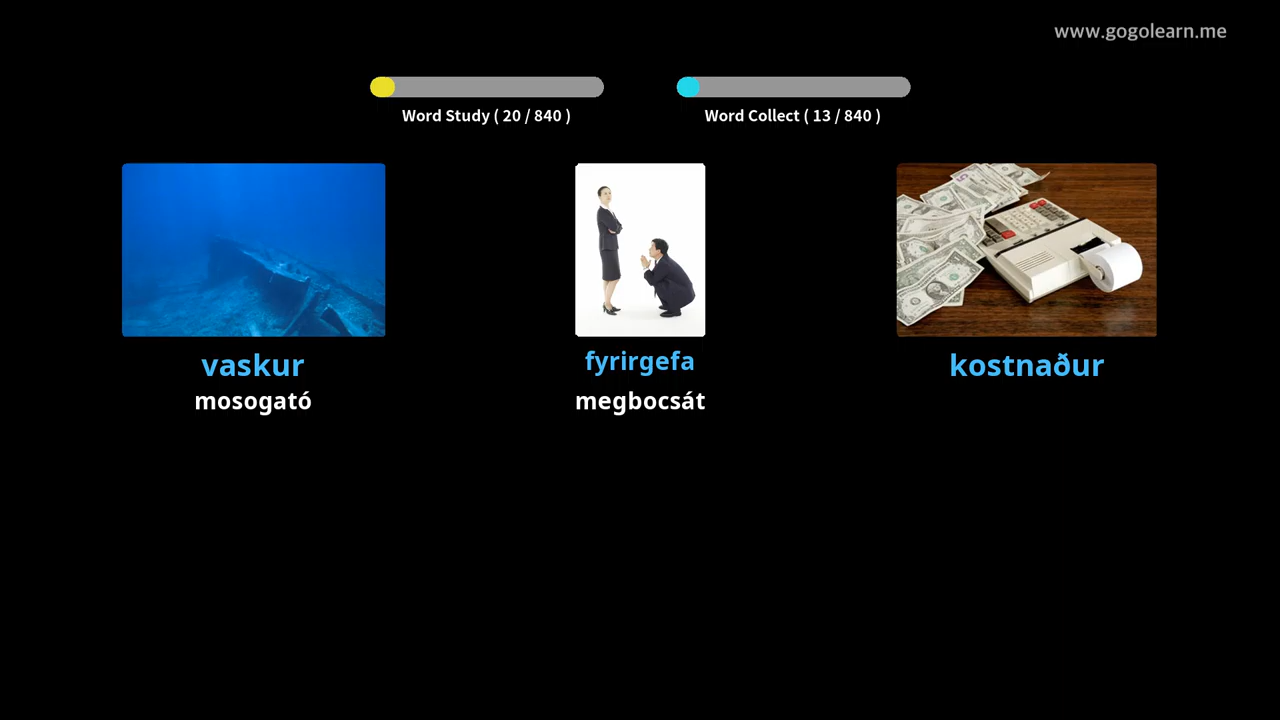 www.gogolearn.me
Word Study ( 20 / 840 )
Word Collect ( 13 / 840 )
vaskur
mosogató
fyrirgefa
megbocsát
kostnaður